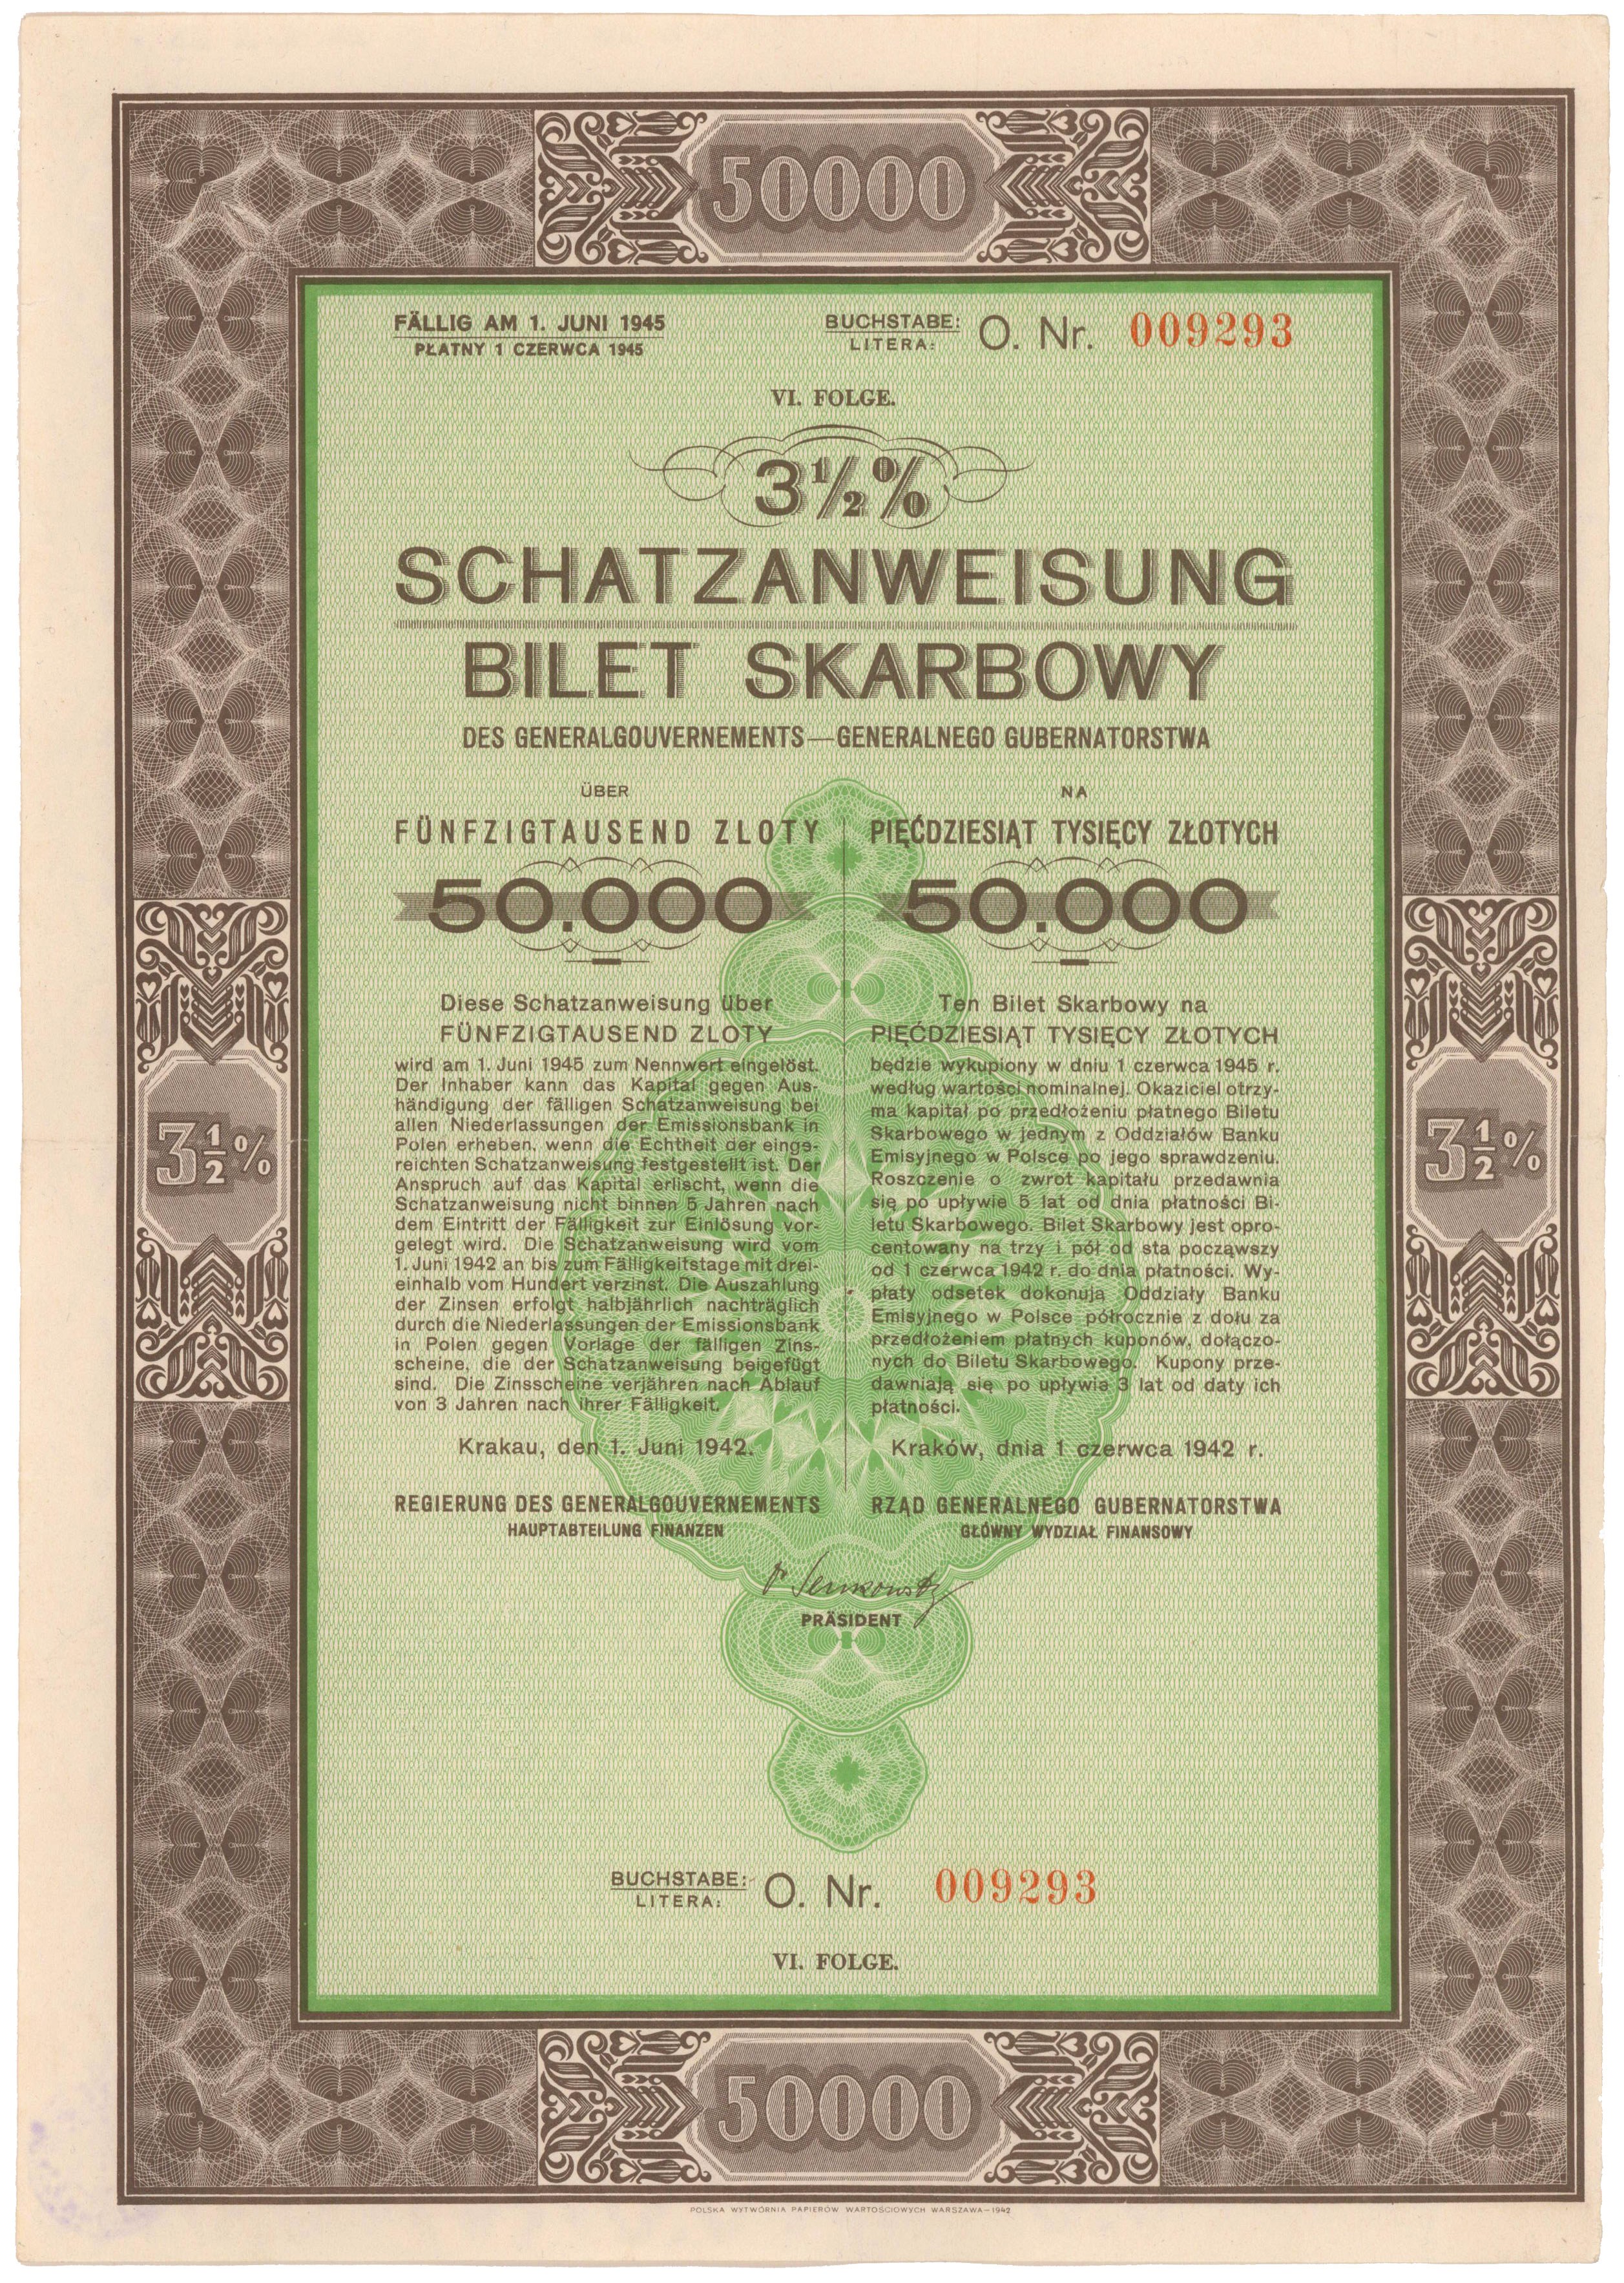 50000
FÄLLIG AM 1. JUNI 1945
PŁATNY 1 CZERWCA 1945
BUCHSTABE:
LITERA:
O. Nr. 009293
VI. FOLGE.
3½%
SCHATZANWEISUNG
BILET SKARBOWY
DES GENERALGOUVERNEMENTS—GENERALNEGO GUBERNATORSTWA
ÜBER
FÜNFZIGTAUSEND ZLOTY
50.000
Diese Schatzanweisung über
FÜNFZIGTAUSEND ZLOTY
wird am 1. Juni 1945 zum Nennwert eingelöst.
Der Inhaber kann das Kapital gegen Aus-
händigung der fälligen Schatzanweisung bei
allen Niederlassungen der Emissionsbank in
Polen erheben, wenn die Echtheit der einge-
reichten Schatzanweisung festgestellt ist. Der
Anspruch auf das Kapital erlischt, wenn die
Schatzanweisung nicht binnen 5 Jahren nach
dem Eintritt der Fälligkeit zur Einlösung vor-
gelegt wird. Die Schatzanweisung wird vom
1. Juni 1942 an bis zum Fälligkeitstage mit drei-
einhalb vom Hundert verzinst. Die Auszahlung
der Zinsen erfolgt halbjährlich nachträglich
durch die Niederlassungen der Emissionsbank
in Polen gegen Vorlage der fälligen Zins-
scheine, die der Schatzanweisung beigefügt
sind. Die Zinsscheine verjähren nach Ablauf
von 3 Jahren nach ihrer Fälligkeit.
Krakau, den 1. Juni 1942.
REGIERUNG DES GENERALGOUVERNEMENTS
HAUPTABTEILUNG FINANZEN
NA
PIĘĆDZIESIĄT TYSIĘCY ZŁOTYCH
50.000
Ten Bilet Skarbowy na
PIĘĆDZIESIĄT TYSIĘCY ZŁOTYCH
będzie wykupiony w dniu 1 czerwca 1945 r.
według wartości nominalnej. Okaziciel otrzy-
ma kapitał po przedłożeniu płatnego Biletu
Skarbowego w jednym z Oddziałów Banku
Emisyjnego w Polsce po jego sprawdzeniu.
Roszczenie o zwrot kapitału przedawnia
się po upływie 5 lat od dnia płatności Bi-
letu Skarbowego. Bilet Skarbowy jest opro-
centowany na trzy i pół od sta począwszy
od 1 czerwca 1942 r. do dnia płatności. Wy-
płaty odsetek dokonują Oddziały Banku
Emisyjnego w Polsce półrocznie z dołu za
przedłożeniem płatnych kuponów, dołączo-
nych do Biletu Skarbowego. Kupony prze-
dawniają się po upływie 3 lat od daty ich
płatności.
Kraków, dnia 1 czerwca 1942 r.
RZĄD GENERALNEGO GUBERNATORSTWA
GŁÓWNY WYDZIAŁ FINANSOWY
Dr Senkowsky
PRÄSIDENT
3½%
3½%
BUCHSTABE:
LITERA:
O. Nr. 009293
VI. FOLGE.
50000
POLSKA WYTWÓRNIA PAPIERÓW WARTOŚCIOWYCH WARSZAWA—1942